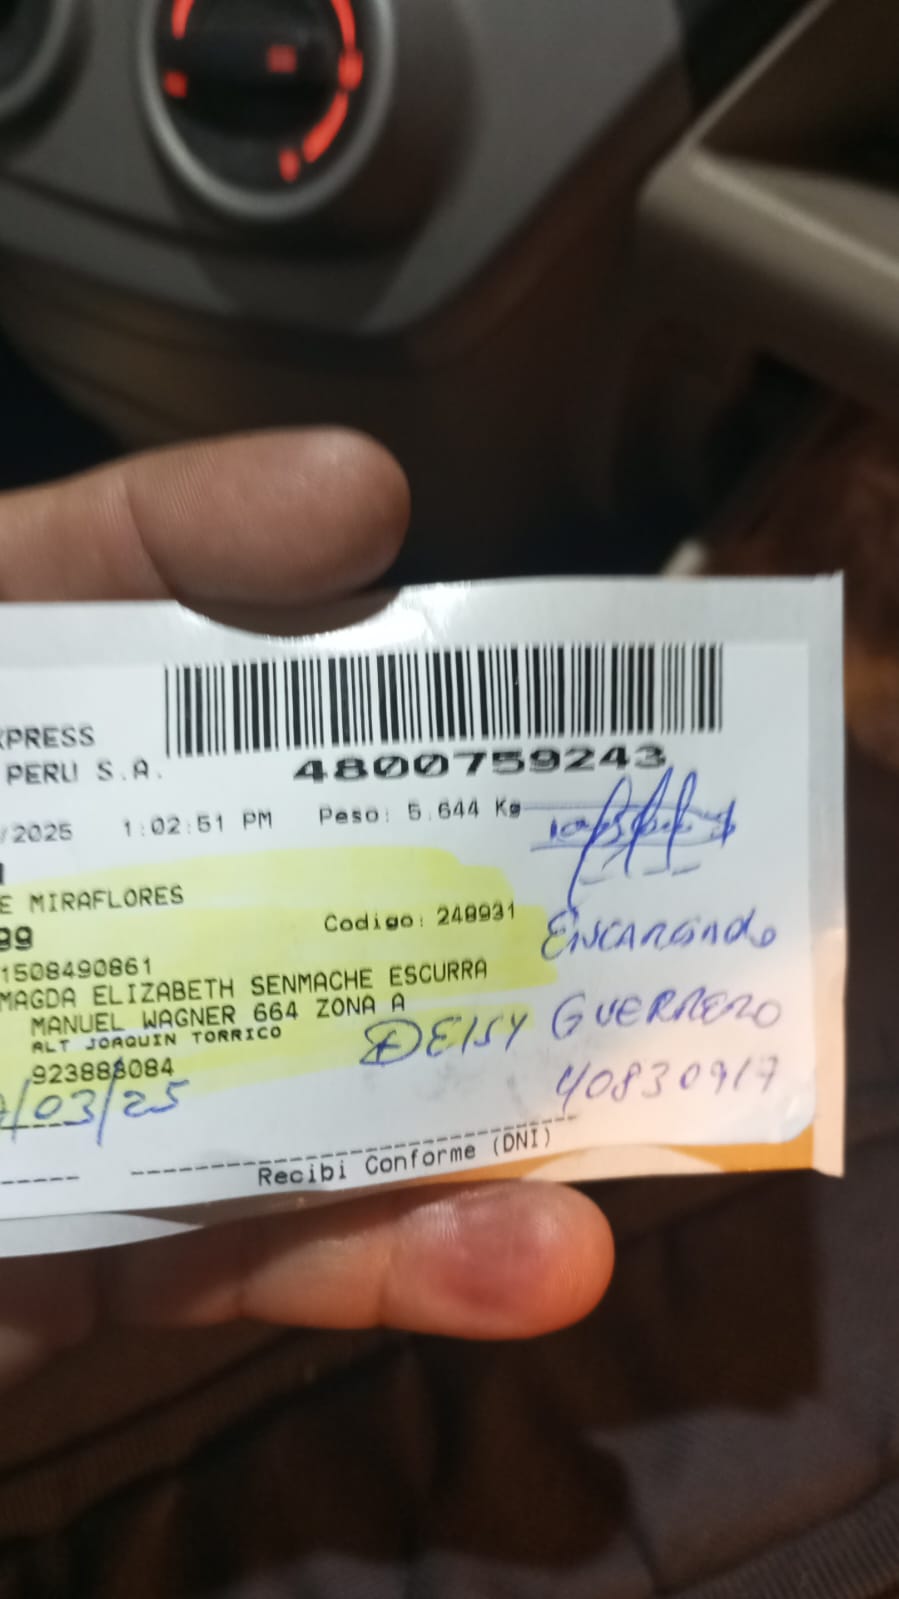 XPRESS
PERU S.A.
4800759243
/2025 1:02:51 PM Peso: 5.644 Kg
E MIRAFLORES
99 Codigo: 248931
1508490861
MAGDA ELIZABETH SENMACHE ESCURRA
MANUEL WAGNER 664 ZONA A
ALT JOAQUIN TORRICO
923888084
/03/25
ENCARGADO
DEISY GUERRERO
40830917
Recibi Conforme (DNI)